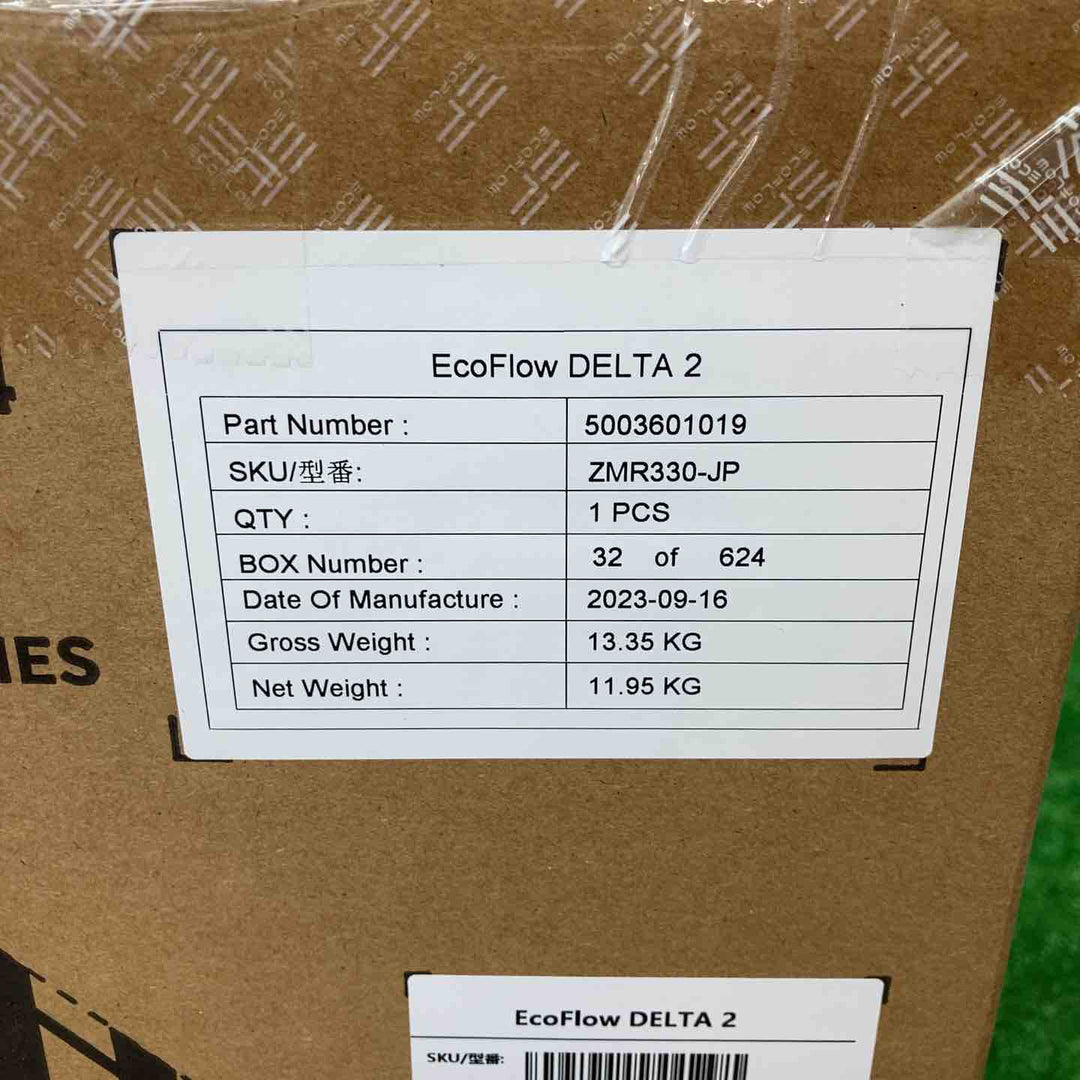 ECOFLOW
EcoFlow DELTA 2
Part Number : 5003601019
SKU/型番: ZMR330-JP
QTY : 1 PCS
BOX Number : 32 of 624
Date Of Manufacture : 2023-09-16
Gross Weight : 13.35 KG
Net Weight : 11.95 KG
EcoFlow DELTA 2
SKU/型番: